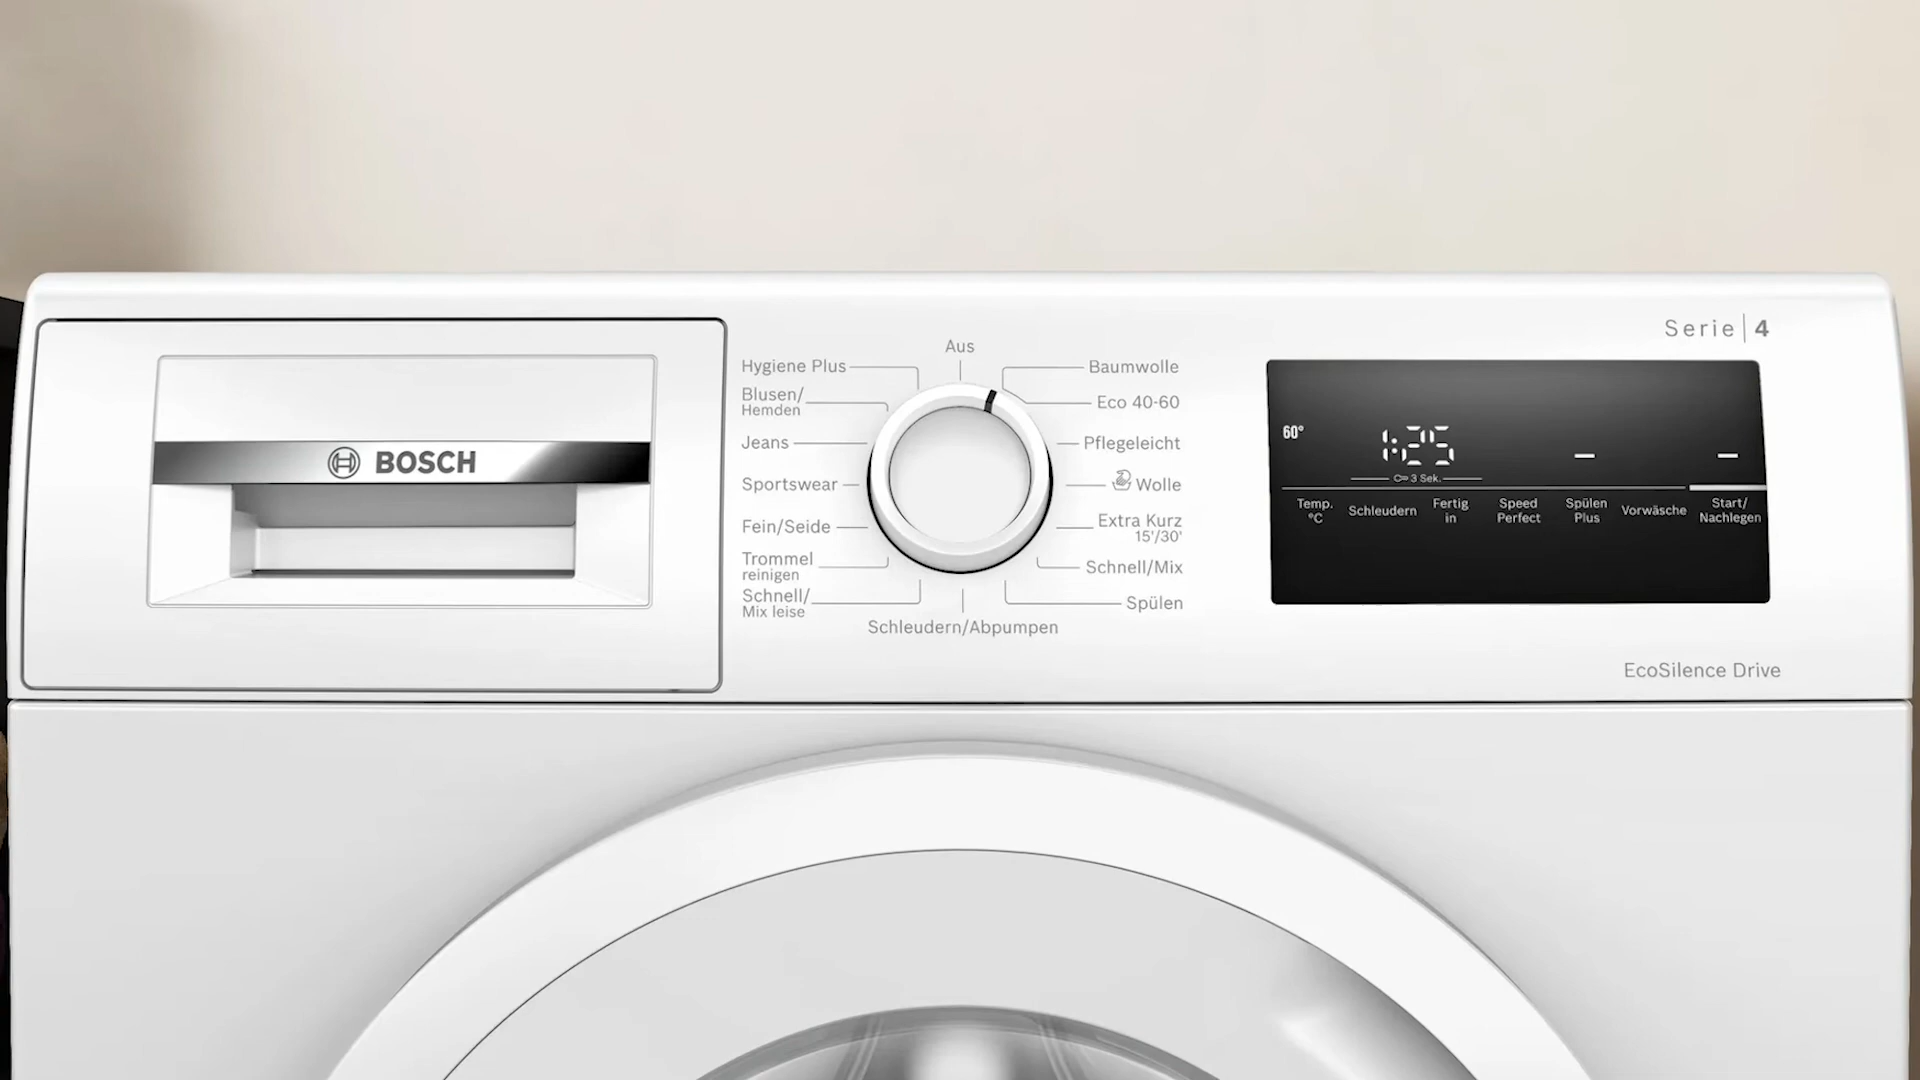 Serie 4
Aus
Hygiene Plus
Baumwolle
Blusen/
Hemden
Eco 40-60
Jeans
Pflegeleicht
BOSCH
Sportswear
Wolle
Fein/Seide
Extra Kurz
15'/30'
Trommel
reinigen
Schnell/Mix
Schnell/
Mix leise
Spülen
Schleudern/Abpumpen
60°
1:25
3 Sek.
Temp.
°C
Schleudern
Fertig
in
Speed
Perfect
Spülen
Plus
Vorwäsche
Start/
Nachlegen
EcoSilence Drive